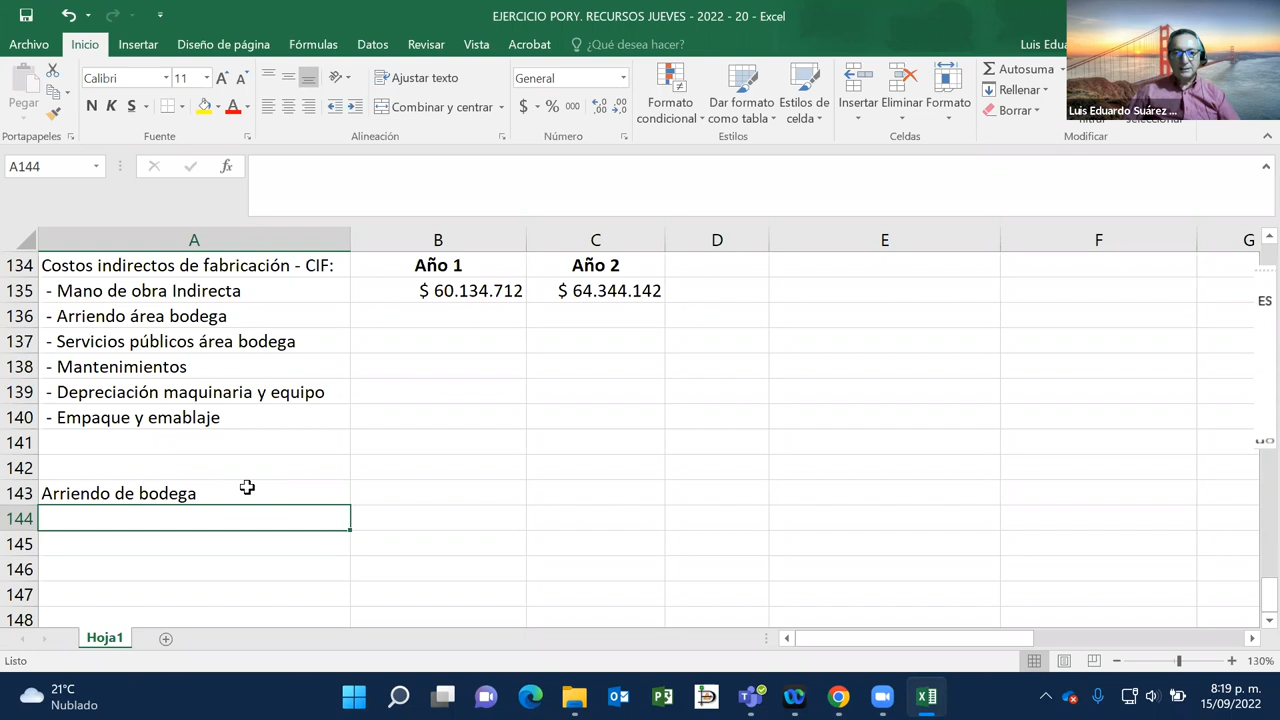 EJERCICIO PORY. RECURSOS JUEVES - 2022 - 20 - Excel
Luis Edua
Archivo Inicio Insertar Diseño de página Fórmulas Datos Revisar Vista Acrobat ¿Qué desea hacer?
Pegar
Calibri 11
N K S
Ajustar texto
Combinar y centrar
General
$ % 000
Formato condicional
Dar formato como tabla
Estilos de celda
Insertar Eliminar Formato
Autosuma
Rellenar
Borrar
Luis Eduardo Suárez ...
Portapapeles Fuente Alineación Número Estilos Celdas Modificar
A144 fx
A B C D E F G
134 Costos indirectos de fabricación - CIF: Año 1 Año 2
135 - Mano de obra Indirecta $ 60.134.712 $ 64.344.142
136 - Arriendo área bodega
137 - Servicios públicos área bodega
138 - Mantenimientos
139 - Depreciación maquinaria y equipo
140 - Empaque y emablaje
141
142
143 Arriendo de bodega
144
145
146
147
148
ES
Hoja1
Listo 130%
21°C
Nublado
8:19 p. m.
15/09/2022